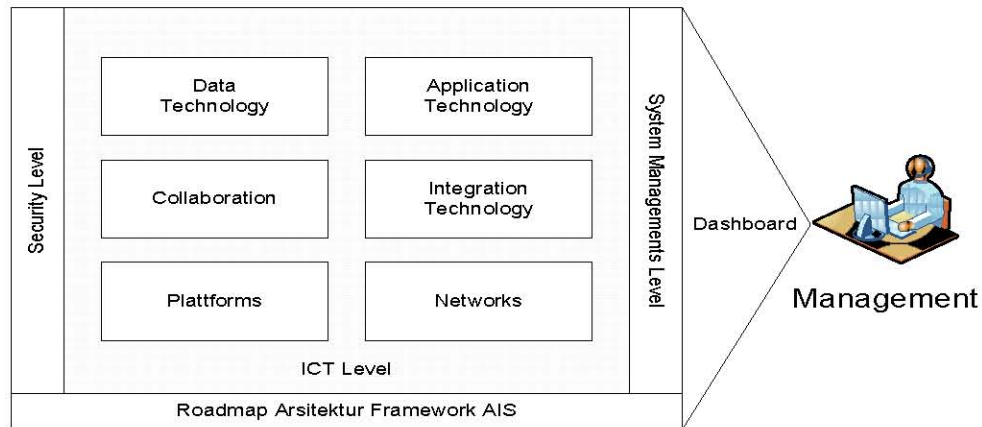 Security Level
Data
Technology
Application
Technology
Collaboration
Integration
Technology
Plattforms
Networks
ICT Level
System Managements Level
Dashboard
Management
Roadmap Arsitektur Framework AIS